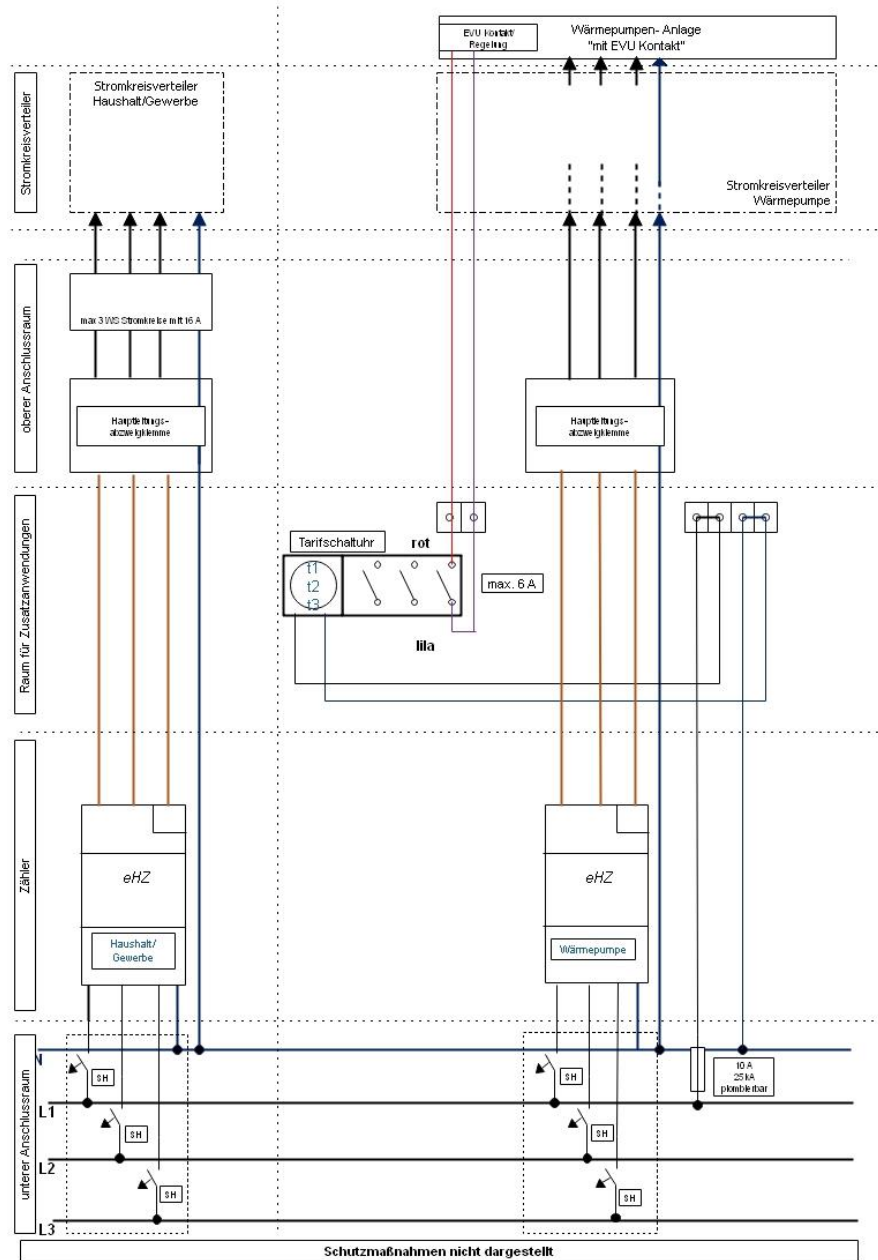 EVU Kontakt/
Regelung
Wärmepumpen- Anlage
"mit EVU Kontakt"
Stromkreisverteiler
Stromkreisverteiler
Haushalt/Gewerbe
Stromkreisverteiler
Wärmepumpe
oberer Anschlussraum
max 3 WS Stromkreise mit 16 A
Hauptleitungs-
abzweigklemme
Hauptleitungs-
abzweigklemme
Raum für Zusatzanwendungen
Tarifschaltuhr
rot
t1
t2
t3
max. 6 A
lila
Zähler
eHZ
Haushalt/
Gewerbe
eHZ
Wärmepumpe
unterer Anschlussraum
N
SH
SH
10 A
25 kA
plombierbar
L1
SH
SH
L2
SH
SH
L3
Schutzmaßnahmen nicht dargestellt